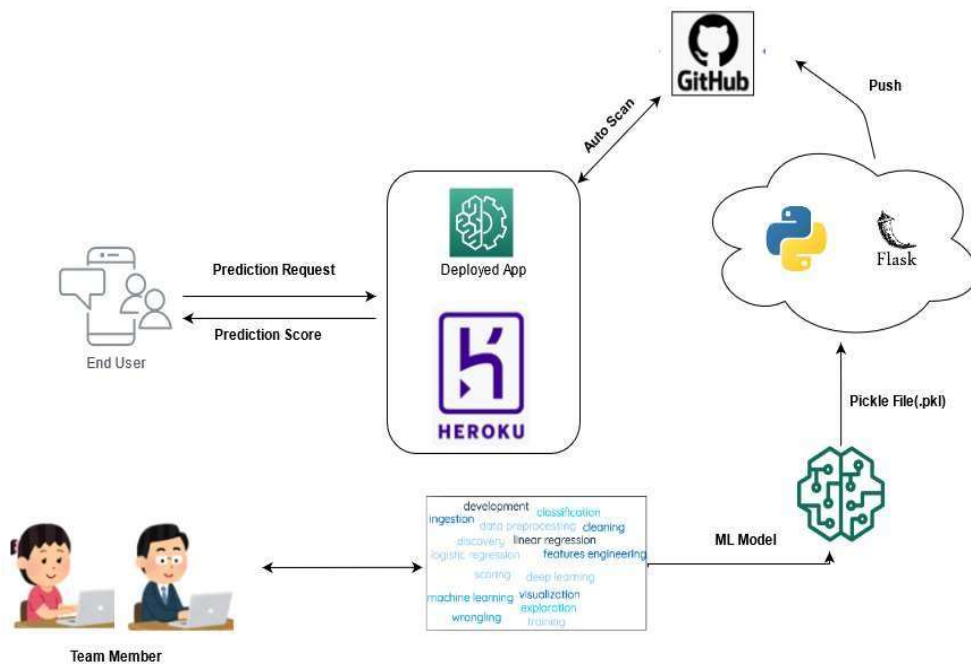 GitHub
Push
Auto Scan
Flask
Deployed App
Prediction Request
Prediction Score
End User
HEROKU
Pickle File(.pkl)
development
classification
ingestion
data preprocessing
cleaning
discovery
linear regression
logistic regression
features engineering
scoring
deep learning
machine learning
visualization
exploration
wrangling
training
ML Model
Team Member